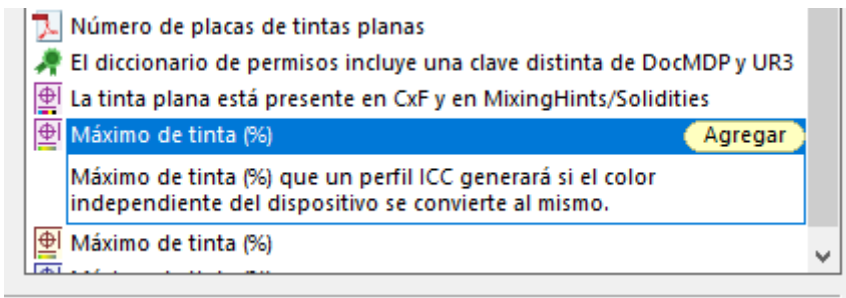 Número de placas de tintas planas
El diccionario de permisos incluye una clave distinta de DocMDP y UR3
La tinta plana está presente en CxF y en MixingHints/Solidities
Máximo de tinta (%) Agregar
Máximo de tinta (%) que un perfil ICC generará si el color
independiente del dispositivo se convierte al mismo.
Máximo de tinta (%)